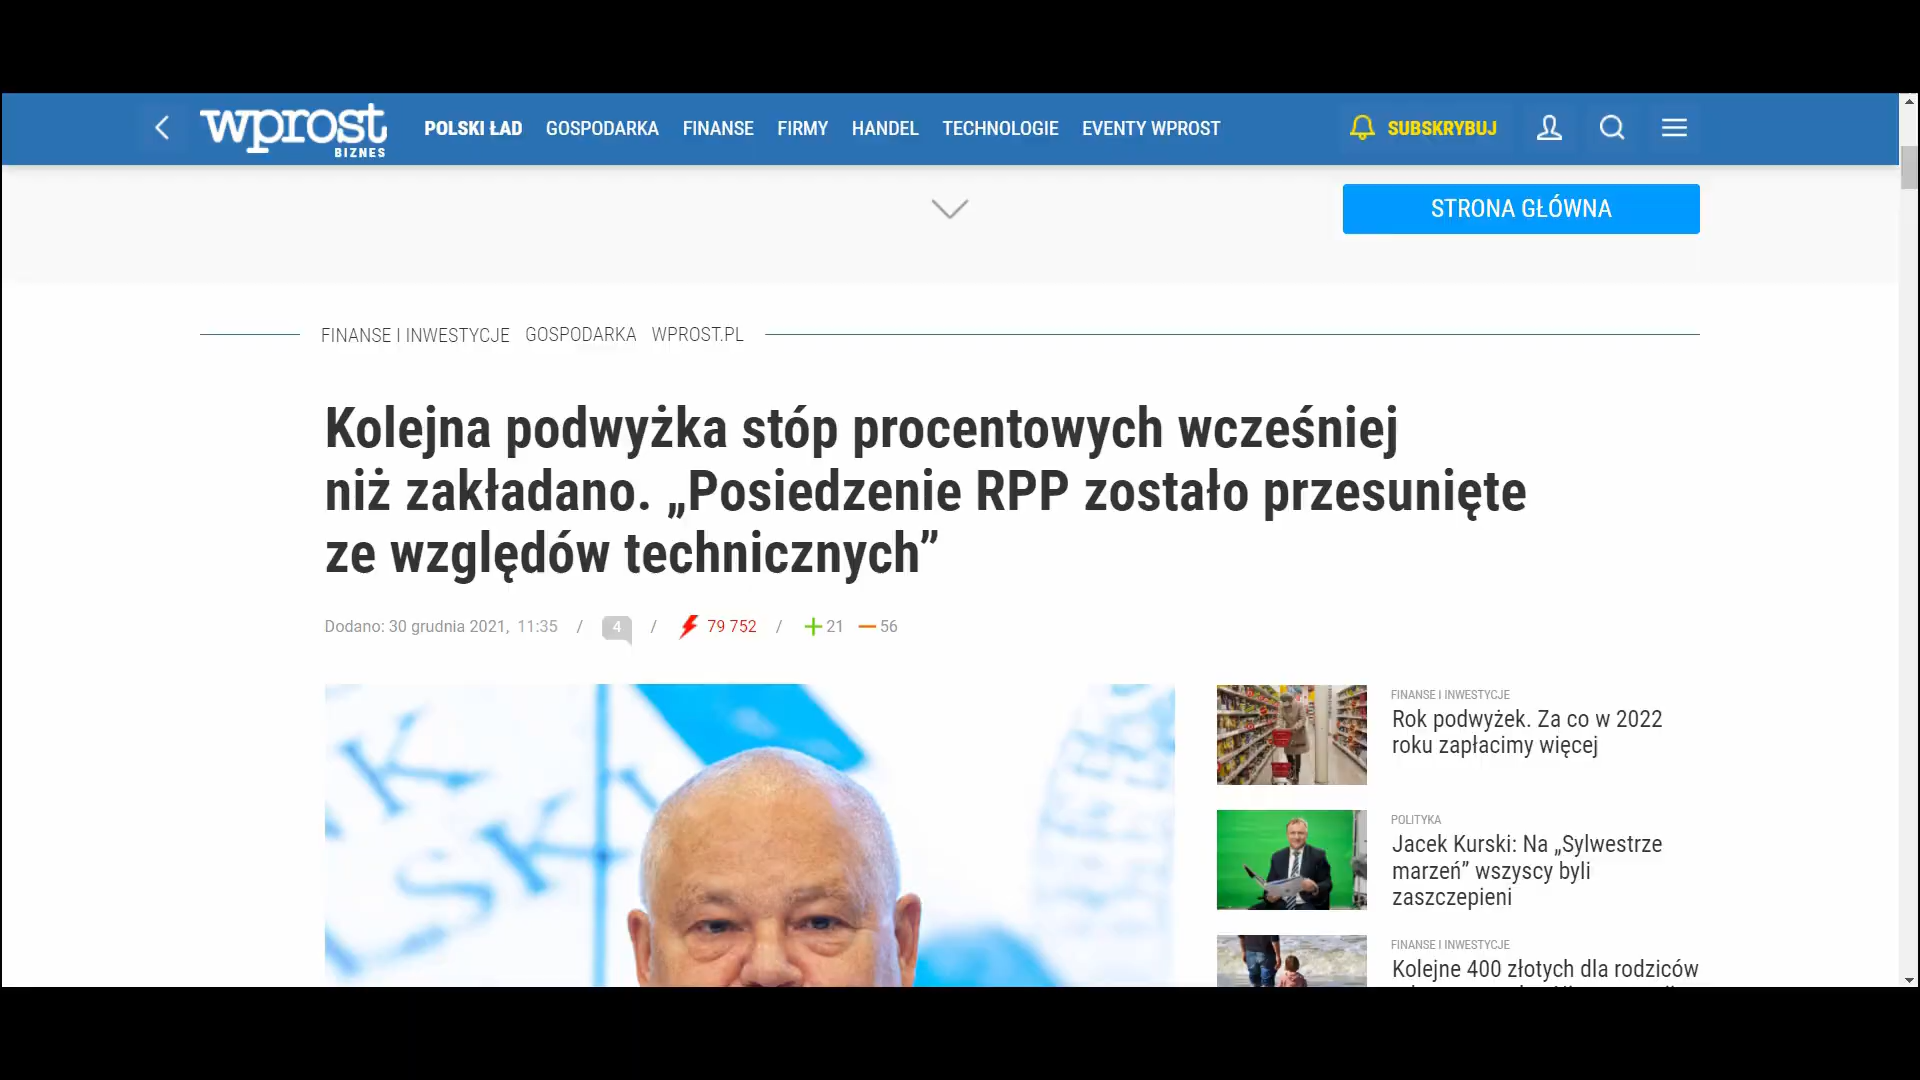 wprost
BIZNES
POLSKI ŁAD GOSPODARKA FINANSE FIRMY HANDEL TECHNOLOGIE EVENTY WPROST
SUBSKRYBUJ
STRONA GŁÓWNA
FINANSE I INWESTYCJE GOSPODARKA WPROST.PL
Kolejna podwyżka stóp procentowych wcześniej
niż zakładano. „Posiedzenie RPP zostało przesunięte
ze względów technicznych”
Dodano: 30 grudnia 2021, 11:35 / 4 / 79 752 / +21 −56
FINANSE I INWESTYCJE
Rok podwyżek. Za co w 2022
roku zapłacimy więcej
POLITYKA
Jacek Kurski: Na „Sylwestrze
marzeń” wszyscy byli
zaszczepieni
FINANSE I INWESTYCJE
Kolejne 400 złotych dla rodziców